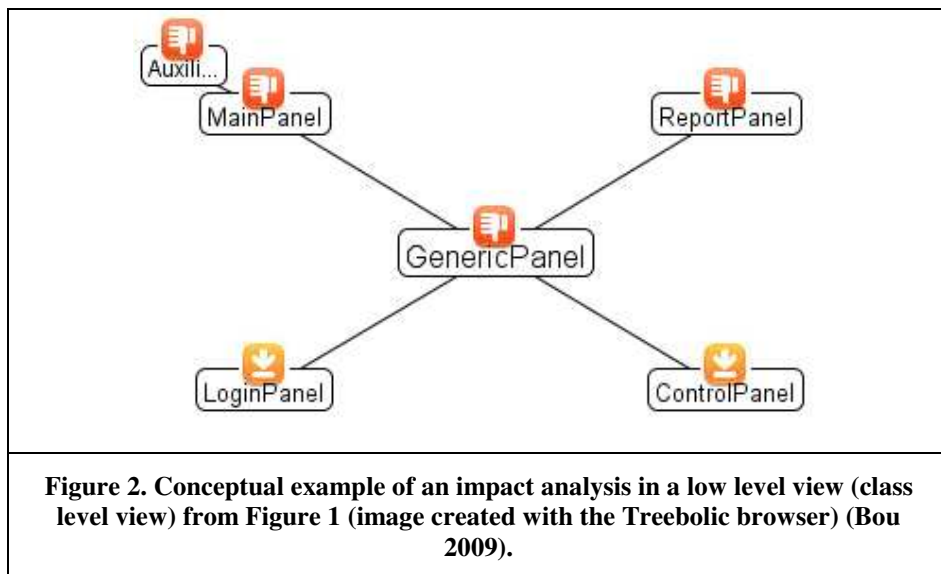 Auxili...
MainPanel
ReportPanel
GenericPanel
LoginPanel
ControlPanel
Figure 2. Conceptual example of an impact analysis in a low level view (class
level view) from Figure 1 (image created with the Treebolic browser) (Bou
2009).